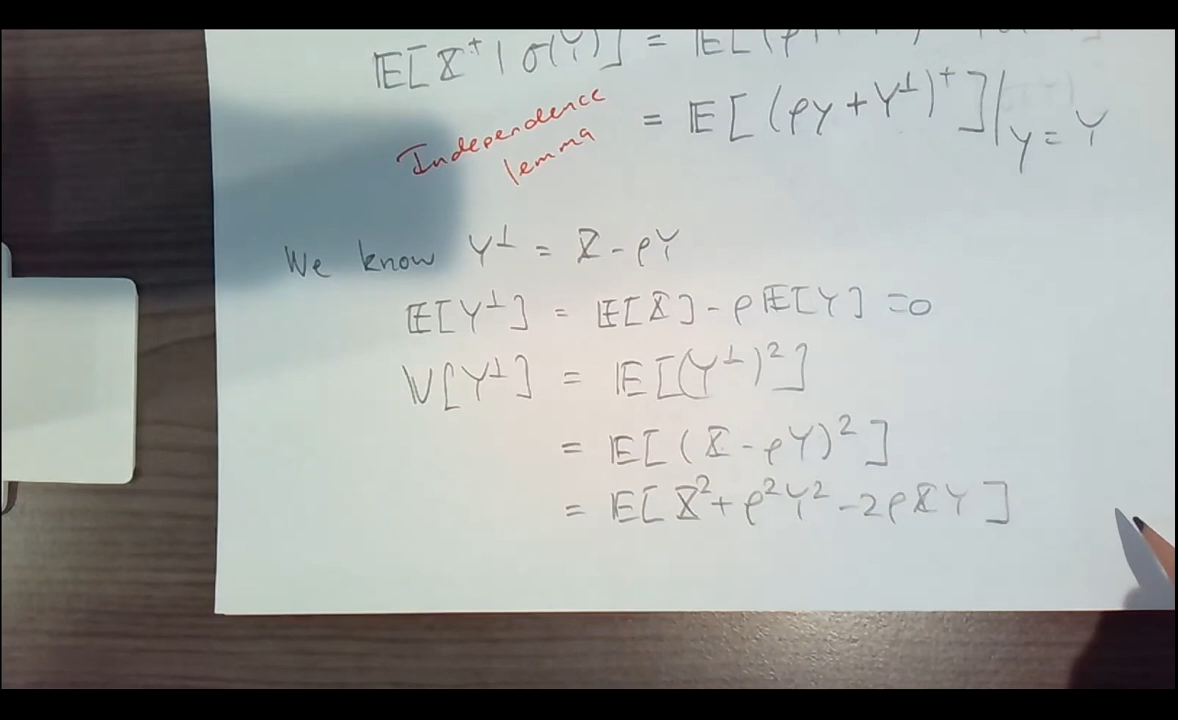 𝔼[X⁺ | σ(Y)] = 𝔼[(ρ
Independence lemma
= 𝔼[(ρy + Y^⊥)⁺]|_{y=Y}
We know Y^⊥ = X - ρY
𝔼[Y^⊥] = 𝔼[X] - ρ𝔼[Y] = 0
𝕍[Y^⊥] = 𝔼[(Y^⊥)²]
= 𝔼[(X - ρY)²]
= 𝔼[X² + ρ²Y² - 2ρXY]